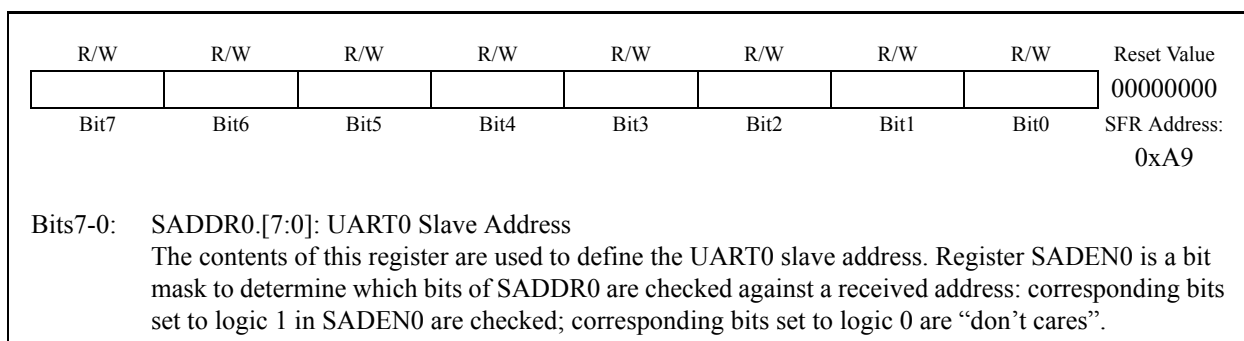 R/W R/W R/W R/W R/W R/W R/W R/W Reset Value
00000000
Bit7 Bit6 Bit5 Bit4 Bit3 Bit2 Bit1 Bit0 SFR Address:
0xA9
Bits7-0: SADDR0.[7:0]: UART0 Slave Address
The contents of this register are used to define the UART0 slave address. Register SADEN0 is a bit
mask to determine which bits of SADDR0 are checked against a received address: corresponding bits
set to logic 1 in SADEN0 are checked; corresponding bits set to logic 0 are “don’t cares”.